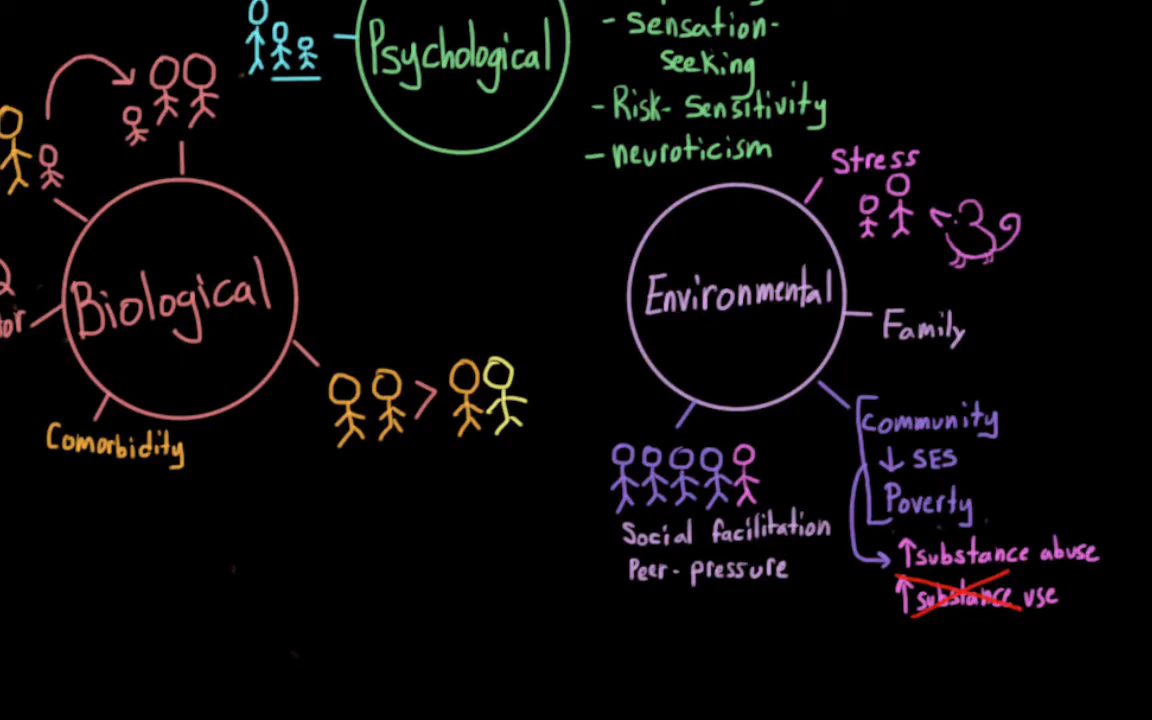 Psychological
- Sensation-
Seeking
- Risk- Sensitivity
- neuroticism
Biological
Comorbidity
>
Environmental
Stress
Family
Community
↓ SES
Poverty
↑substance abuse
↑substance use
Social facilitation
Peer-pressure